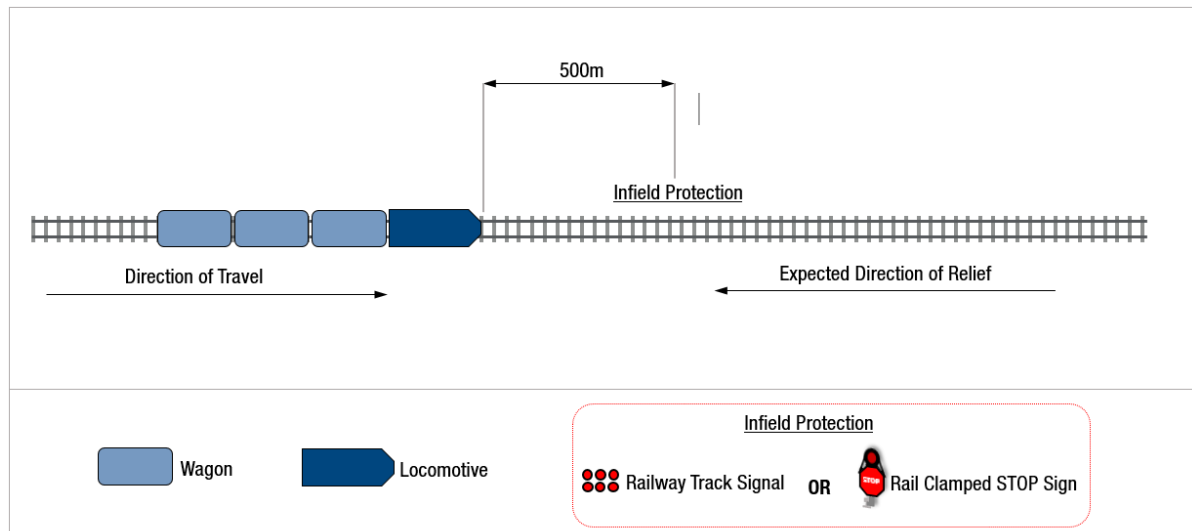 500m
Infield Protection
Direction of Travel
Expected Direction of Relief
Infield Protection
Wagon
Locomotive
Railway Track Signal
OR
STOP
Rail Clamped STOP Sign